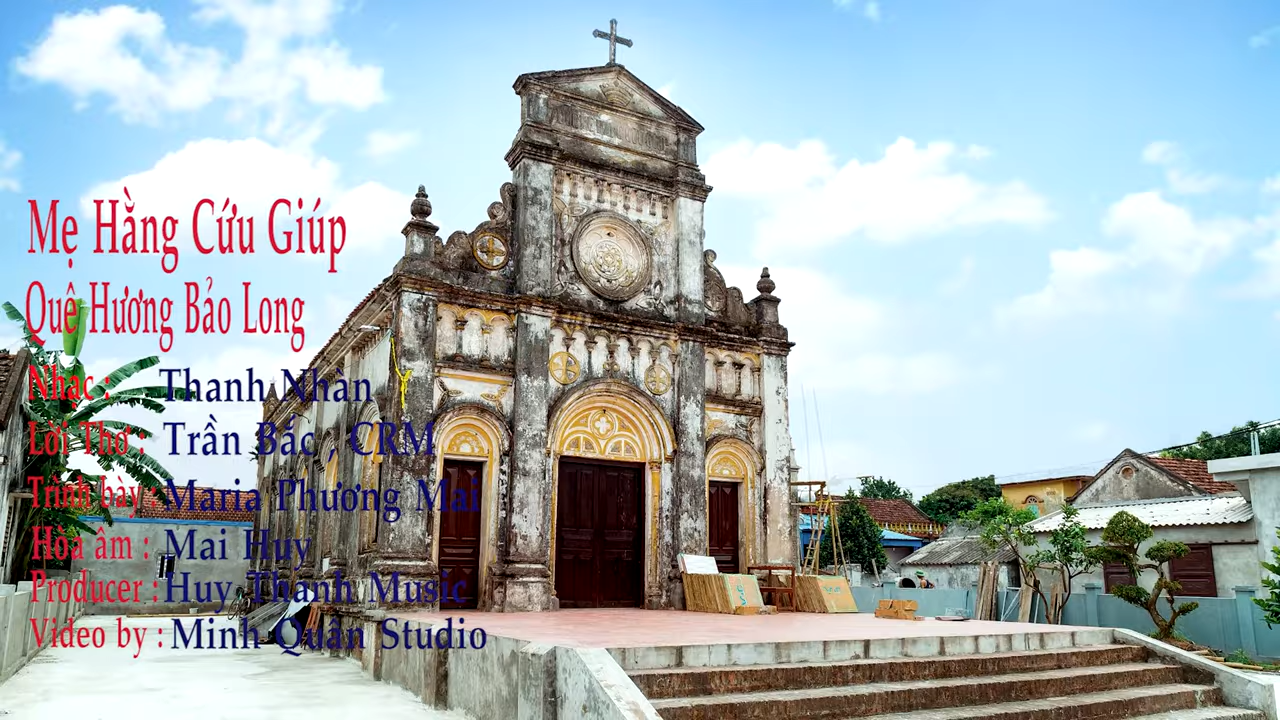 Mẹ Hằng Cứu Giúp
Quê Hương Bảo Long
Nhạc : Thanh Nhàn
Lời Thơ : Trần Bắc , CRM
Trình bày : Maria Phương Mai
Hòa âm : Mai Huy
Producer : Huy Thanh Music
Video by : Minh Quân Studio